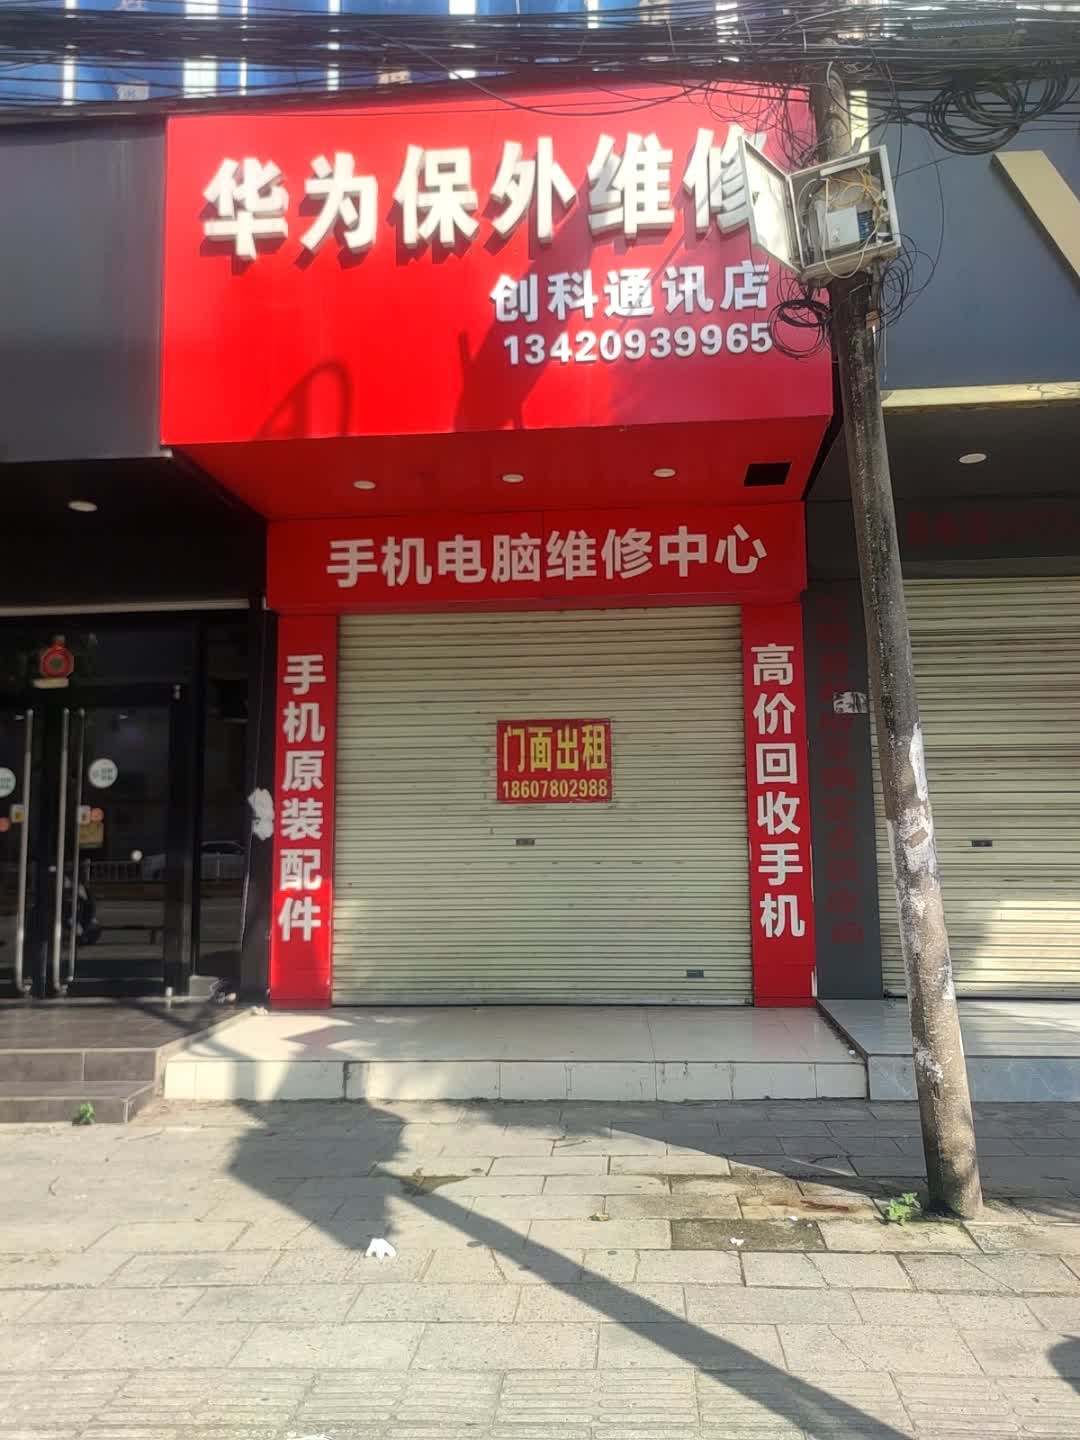 华为保外维修
创科通讯店
13420939965
手机电脑维修中心
手机原装配件
高价回收手机
门面出租
18607802988